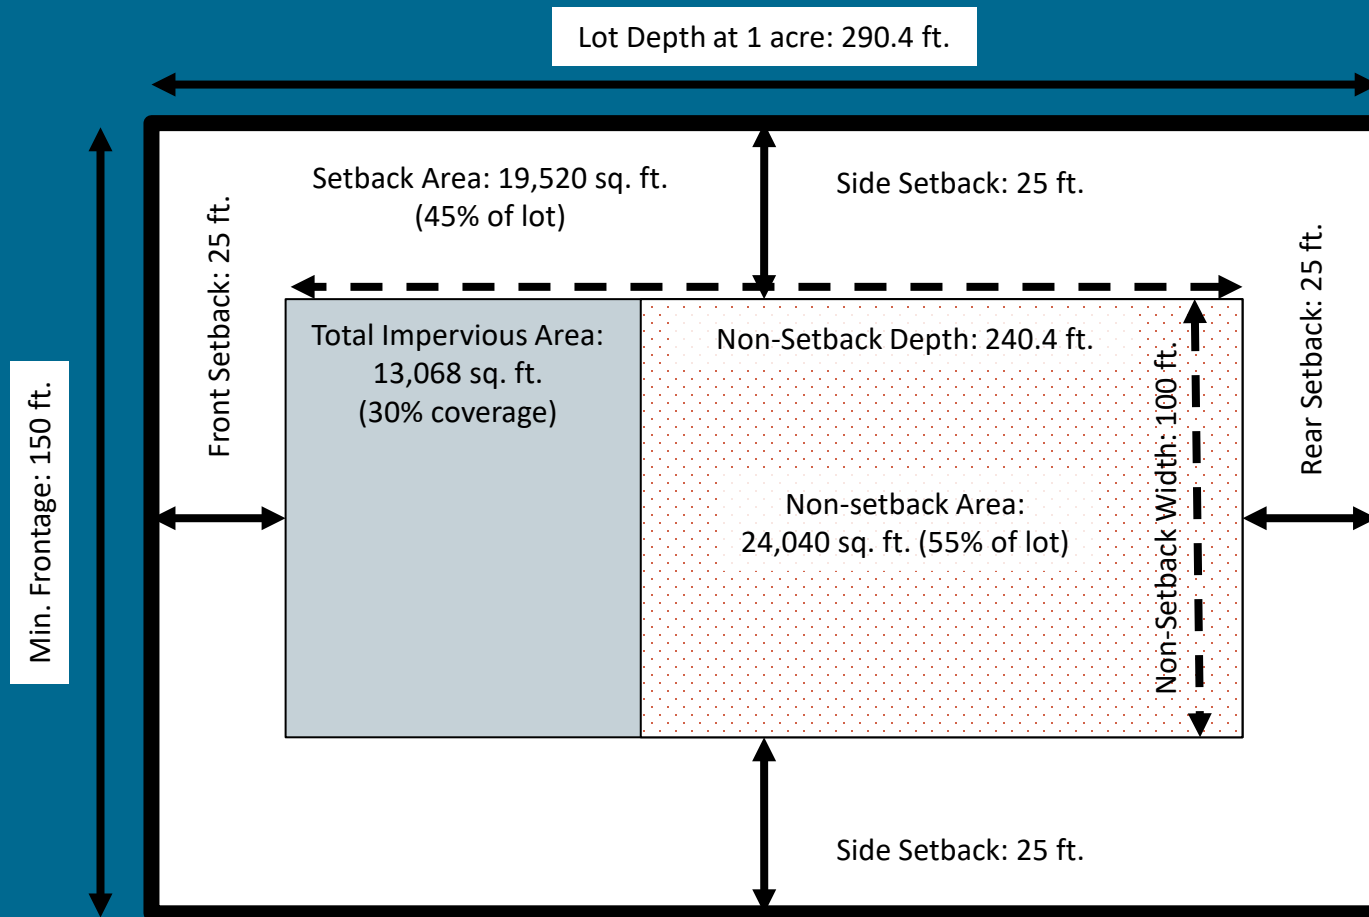 Lot Depth at 1 acre: 290.4 ft.
Setback Area: 19,520 sq. ft.
(45% of lot)
Side Setback: 25 ft.
Front Setback: 25 ft.
Rear Setback: 25 ft.
Min. Frontage: 150 ft.
Total Impervious Area:
13,068 sq. ft.
(30% coverage)
Non-Setback Depth: 240.4 ft.
Non-Setback Width: 100 ft.
Non-setback Area:
24,040 sq. ft. (55% of lot)
Side Setback: 25 ft.